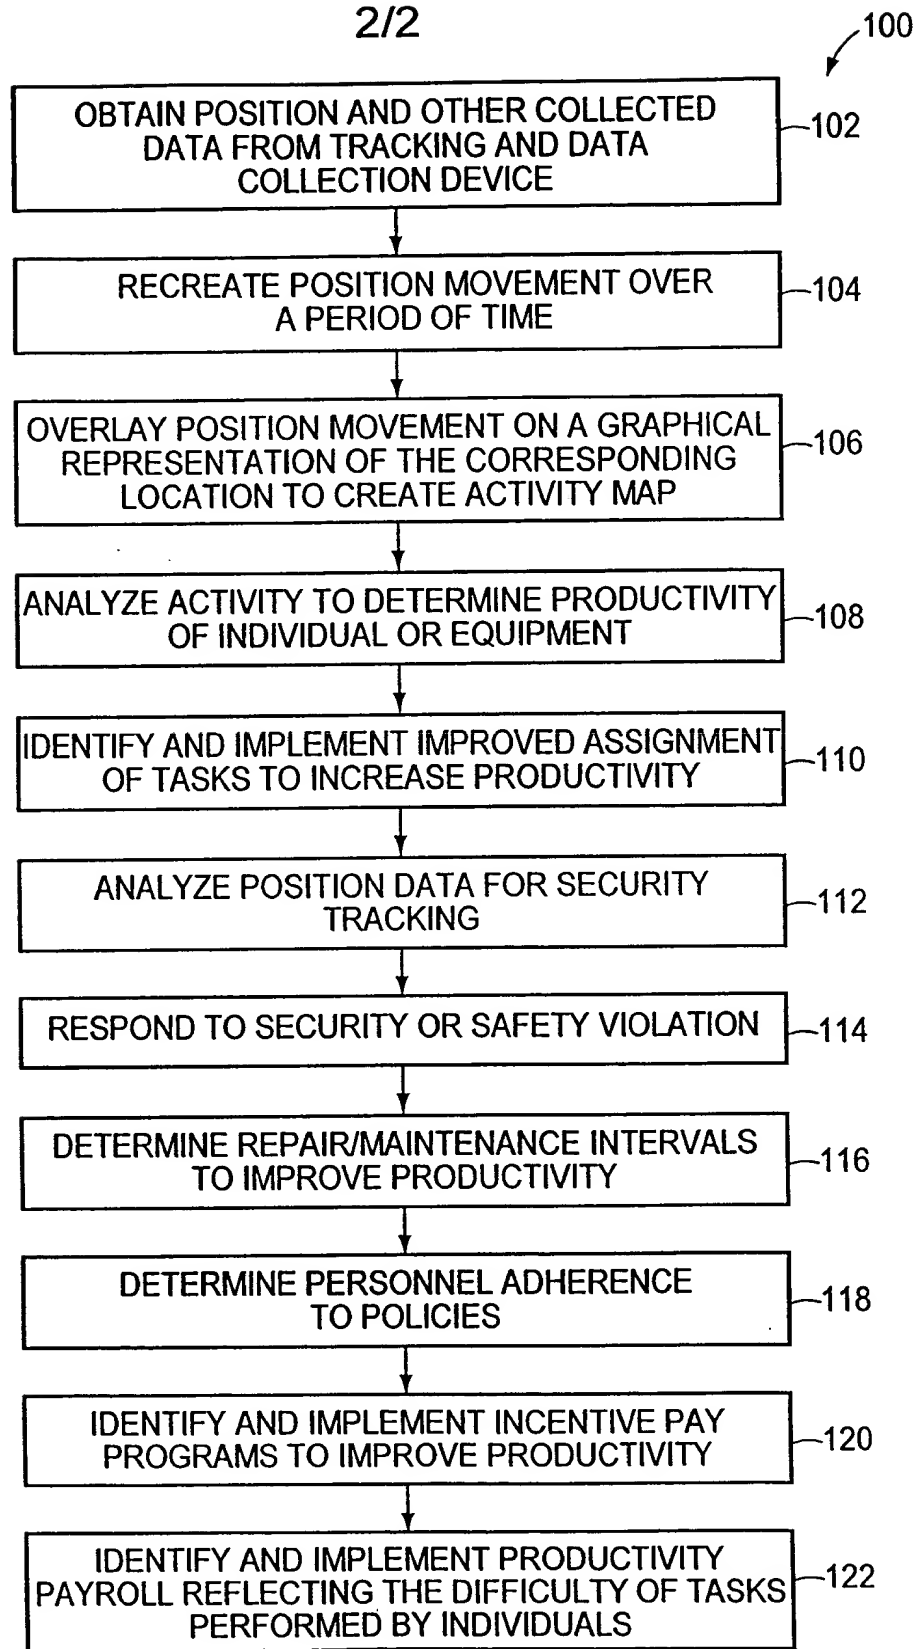 2/2
100
OBTAIN POSITION AND OTHER COLLECTED
DATA FROM TRACKING AND DATA
COLLECTION DEVICE
102
RECREATE POSITION MOVEMENT OVER
A PERIOD OF TIME
104
OVERLAY POSITION MOVEMENT ON A GRAPHICAL
REPRESENTATION OF THE CORRESPONDING
LOCATION TO CREATE ACTIVITY MAP
106
ANALYZE ACTIVITY TO DETERMINE PRODUCTIVITY
OF INDIVIDUAL OR EQUIPMENT
108
IDENTIFY AND IMPLEMENT IMPROVED ASSIGNMENT
OF TASKS TO INCREASE PRODUCTIVITY
110
ANALYZE POSITION DATA FOR SECURITY
TRACKING
112
RESPOND TO SECURITY OR SAFETY VIOLATION
114
DETERMINE REPAIR/MAINTENANCE INTERVALS
TO IMPROVE PRODUCTIVITY
116
DETERMINE PERSONNEL ADHERENCE
TO POLICIES
118
IDENTIFY AND IMPLEMENT INCENTIVE PAY
PROGRAMS TO IMPROVE PRODUCTIVITY
120
IDENTIFY AND IMPLEMENT PRODUCTIVITY
PAYROLL REFLECTING THE DIFFICULTY OF TASKS
PERFORMED BY INDIVIDUALS
122